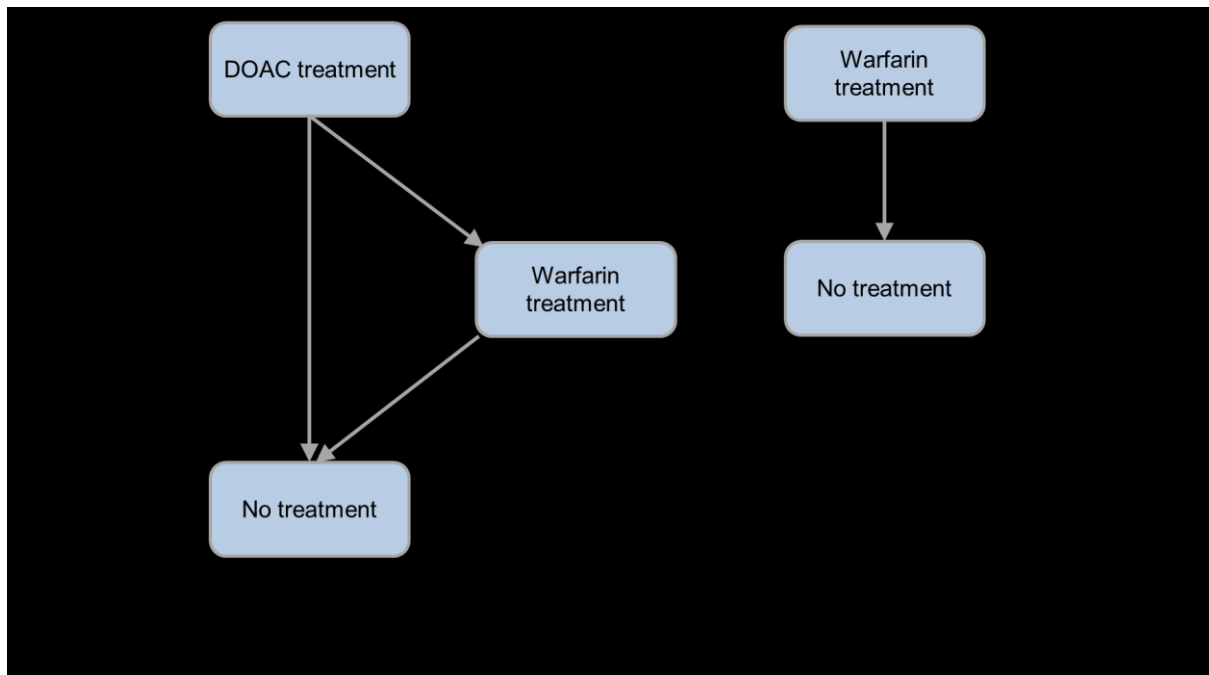 DOAC treatment
Warfarin
treatment
Warfarin
treatment
No treatment
No treatment